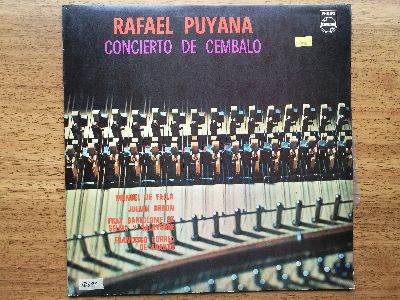 RAFAEL PUYANA
CONCIERTO DE CEMBALO
PHILIPS
MANUEL DE FALLA
JULIAN ORBON
FRAY BARTOLOME DE
SELMA Y SALAVERDE
FRANCISCO CORREA
DE ARAUXO